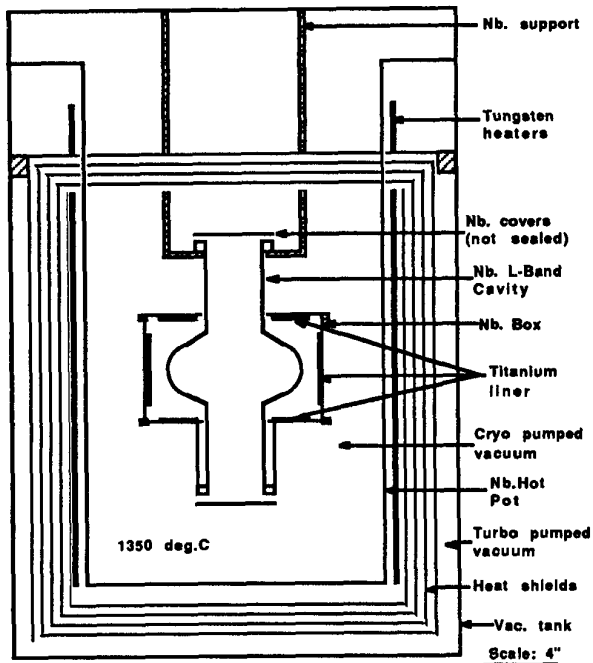 Nb. support
Tungsten
heaters
Nb. covers
(not sealed)
Nb. L-Band
Cavity
Nb. Box
Titanium
liner
Cryo pumped
vacuum
Nb.Hot
Pot
1350 deg.C
Turbo pumped
vacuum
Heat shields
Vac. tank
Scale: 4"